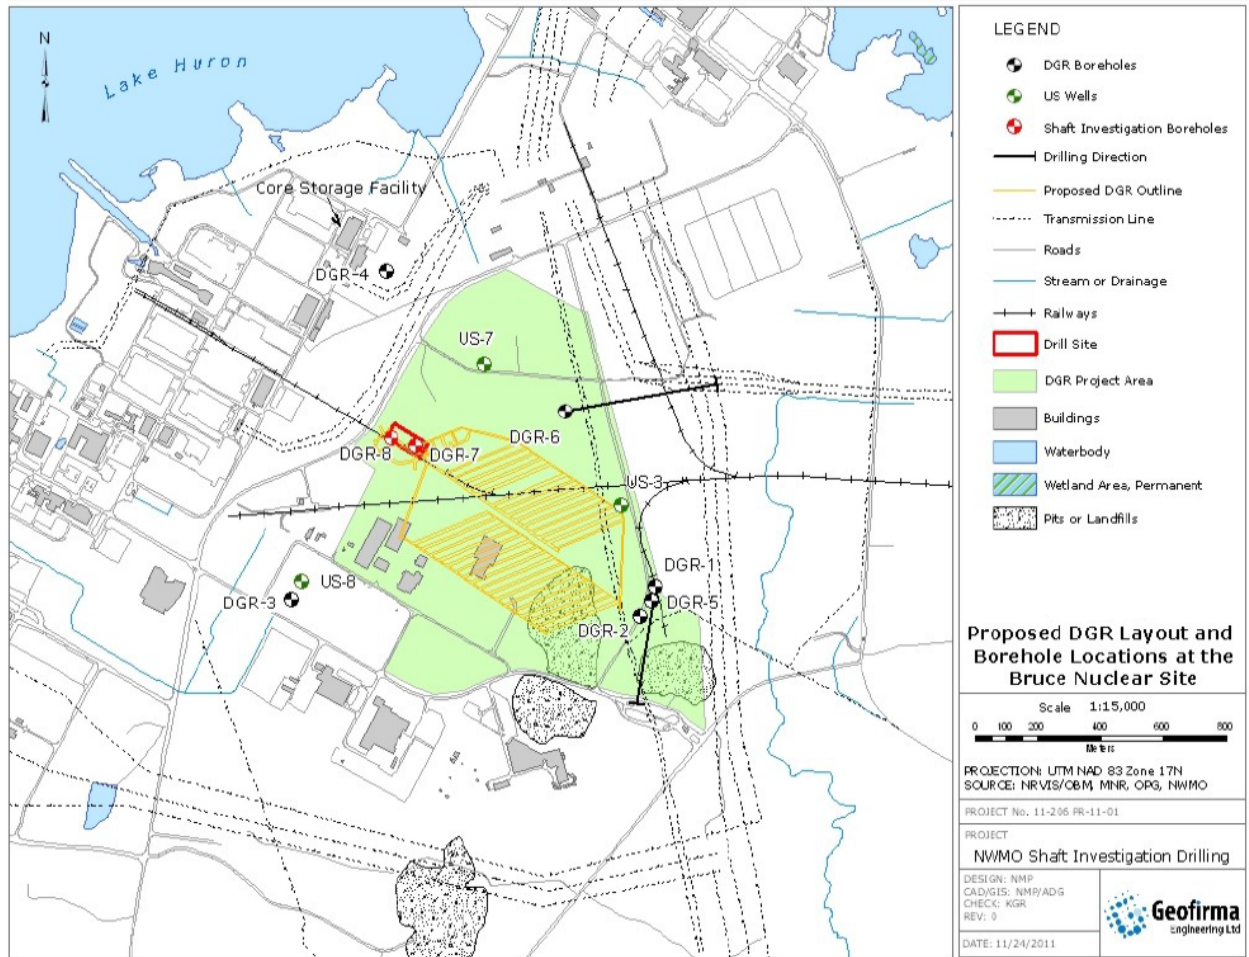 N
Lake Huron
Core Storage Facility
DGR-4
US-7
DGR-6
DGR-8
DGR-7
US-3
US-8
DGR-3
DGR-1
DGR-5
DGR-2
LEGEND
DGR Boreholes
US Wells
Shaft Investigation Boreholes
Drilling Direction
Proposed DGR Outline
Transmission Line
Roads
Stream or Drainage
Railways
Drill Site
DGR Project Area
Buildings
Waterbody
Wetland Area, Permanent
Pits or Landfills
Proposed DGR Layout and
Borehole Locations at the
Bruce Nuclear Site
Scale 1:15,000
0 100 200 400 600 800
Meters
PROJECTION: UTM NAD 83 Zone 17N
SOURCE: NRVIS/OBM, MNR, OPG, NWMO
PROJECT No. 11-206 PR-11-01
PROJECT
NWMO Shaft Investigation Drilling
DESIGN: NMP
CAD/GIS: NMP/ADG
CHECK: KGR
REV: 0
DATE: 11/24/2011
Geofirma
Engineering Ltd